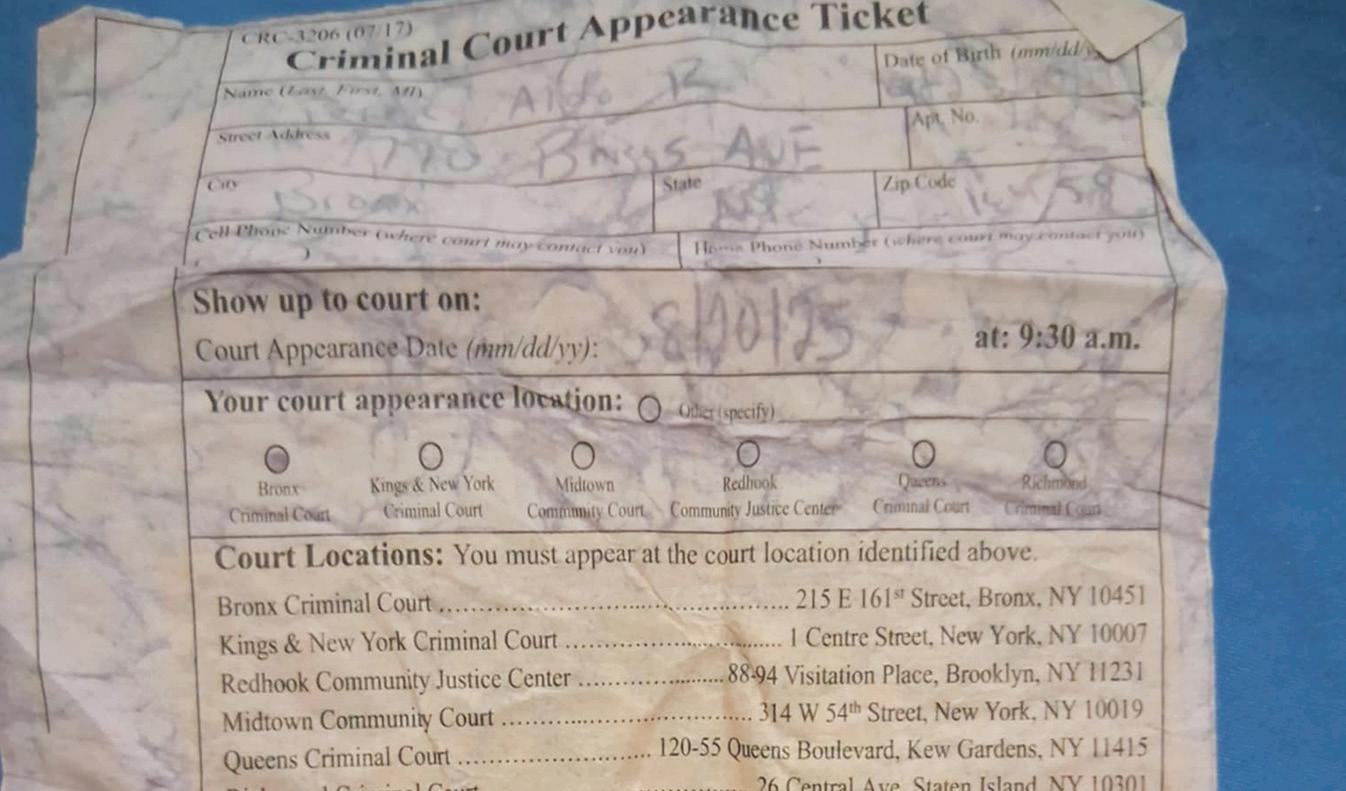 CRC-3206 (07/17)
Criminal Court Appearance Ticket
Name (Last, First, MI)
Aldo B
Date of Birth (mm/dd/
Street Address
Apt. No.
Briggs AVE
City
Bronx
State
NY
Zip Code
Cell Phone Number (where court may contact you)
Home Phone Number (where court may contact you)
Show up to court on:
Court Appearance Date (mm/dd/yy):
at: 9:30 a.m.
Your court appearance location: Other (specify)
Bronx Criminal Court
Kings & New York Criminal Court
Midtown Community Court
Redhook Community Justice Center
Queens Criminal Court
Richmond Criminal Court
Court Locations: You must appear at the court location identified above.
Bronx Criminal Court ........ 215 E 161st Street, Bronx, NY 10451
Kings & New York Criminal Court ........ 1 Centre Street, New York, NY 10007
Redhook Community Justice Center ........ 88-94 Visitation Place, Brooklyn, NY 11231
Midtown Community Court ........ 314 W 54th Street, New York, NY 10019
Queens Criminal Court ........ 120-55 Queens Boulevard, Kew Gardens, NY 11415
26 Central Ave, Staten Island, NY 10301